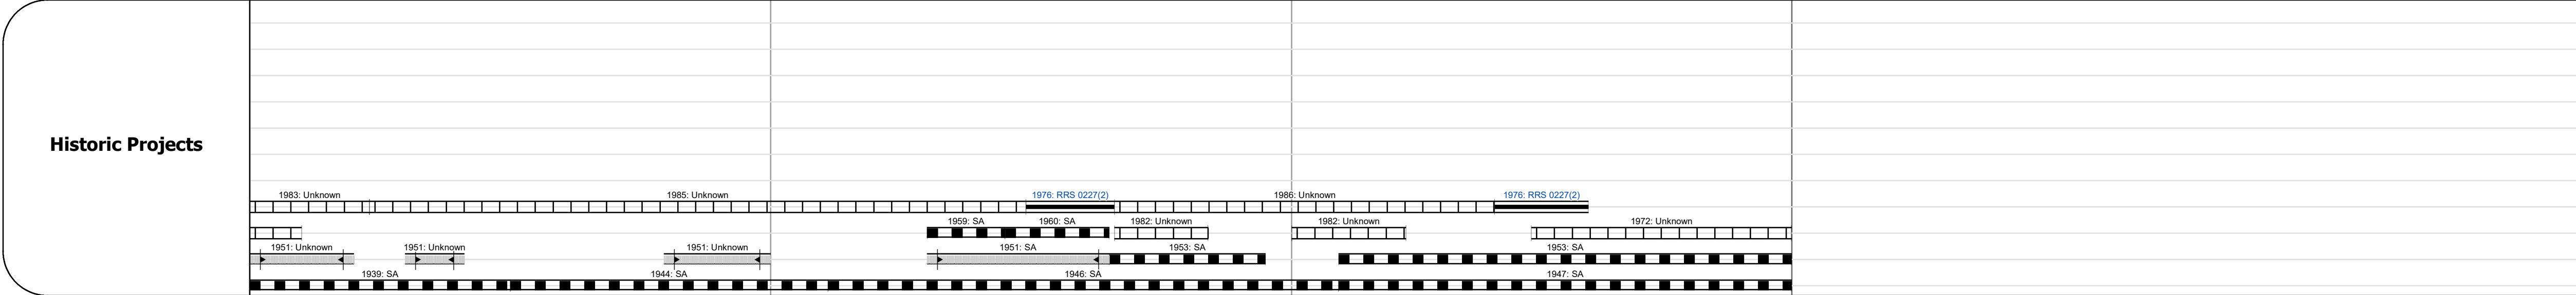 Historic Projects
1983: Unknown 1985: Unknown 1976: RRS 0227(2) 1986: Unknown 1976: RRS 0227(2)
1959: SA 1960: SA 1982: Unknown 1982: Unknown 1972: Unknown
1951: Unknown 1951: Unknown 1951: Unknown 1951: SA 1953: SA 1953: SA
1939: SA 1944: SA 1946: SA 1947: SA